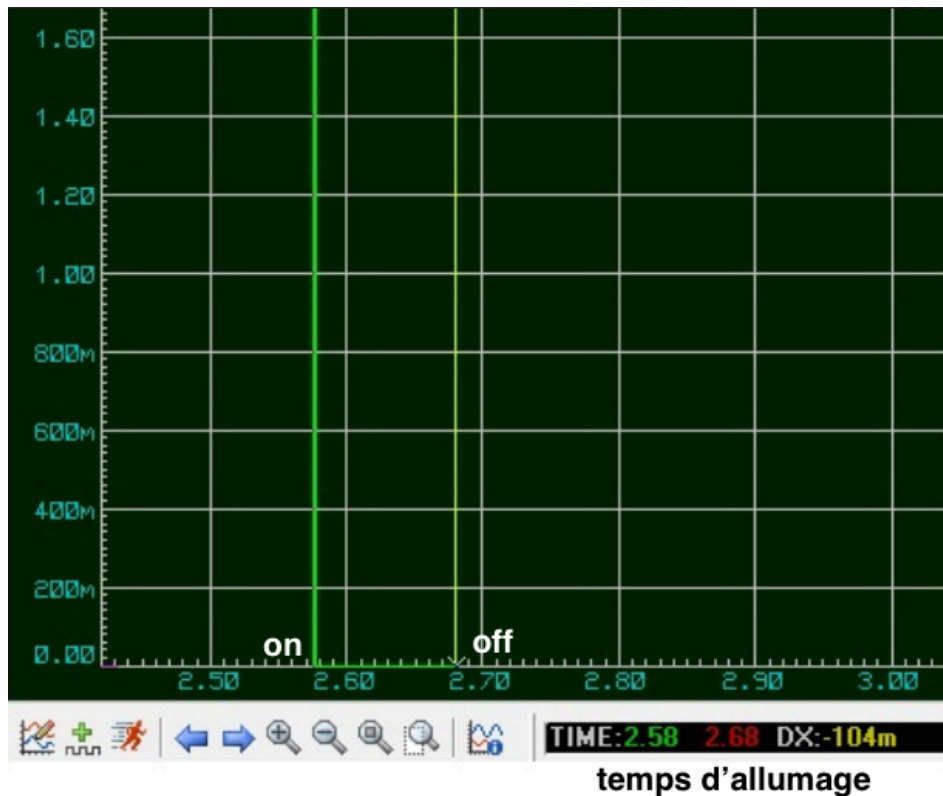 1.60
1.40
1.20
1.00
800m
600m
400m
200m
on off
0.00
2.50 2.60 2.70 2.80 2.90 3.00
TIME:2.58 2.68 DX:-104m
temps d'allumage